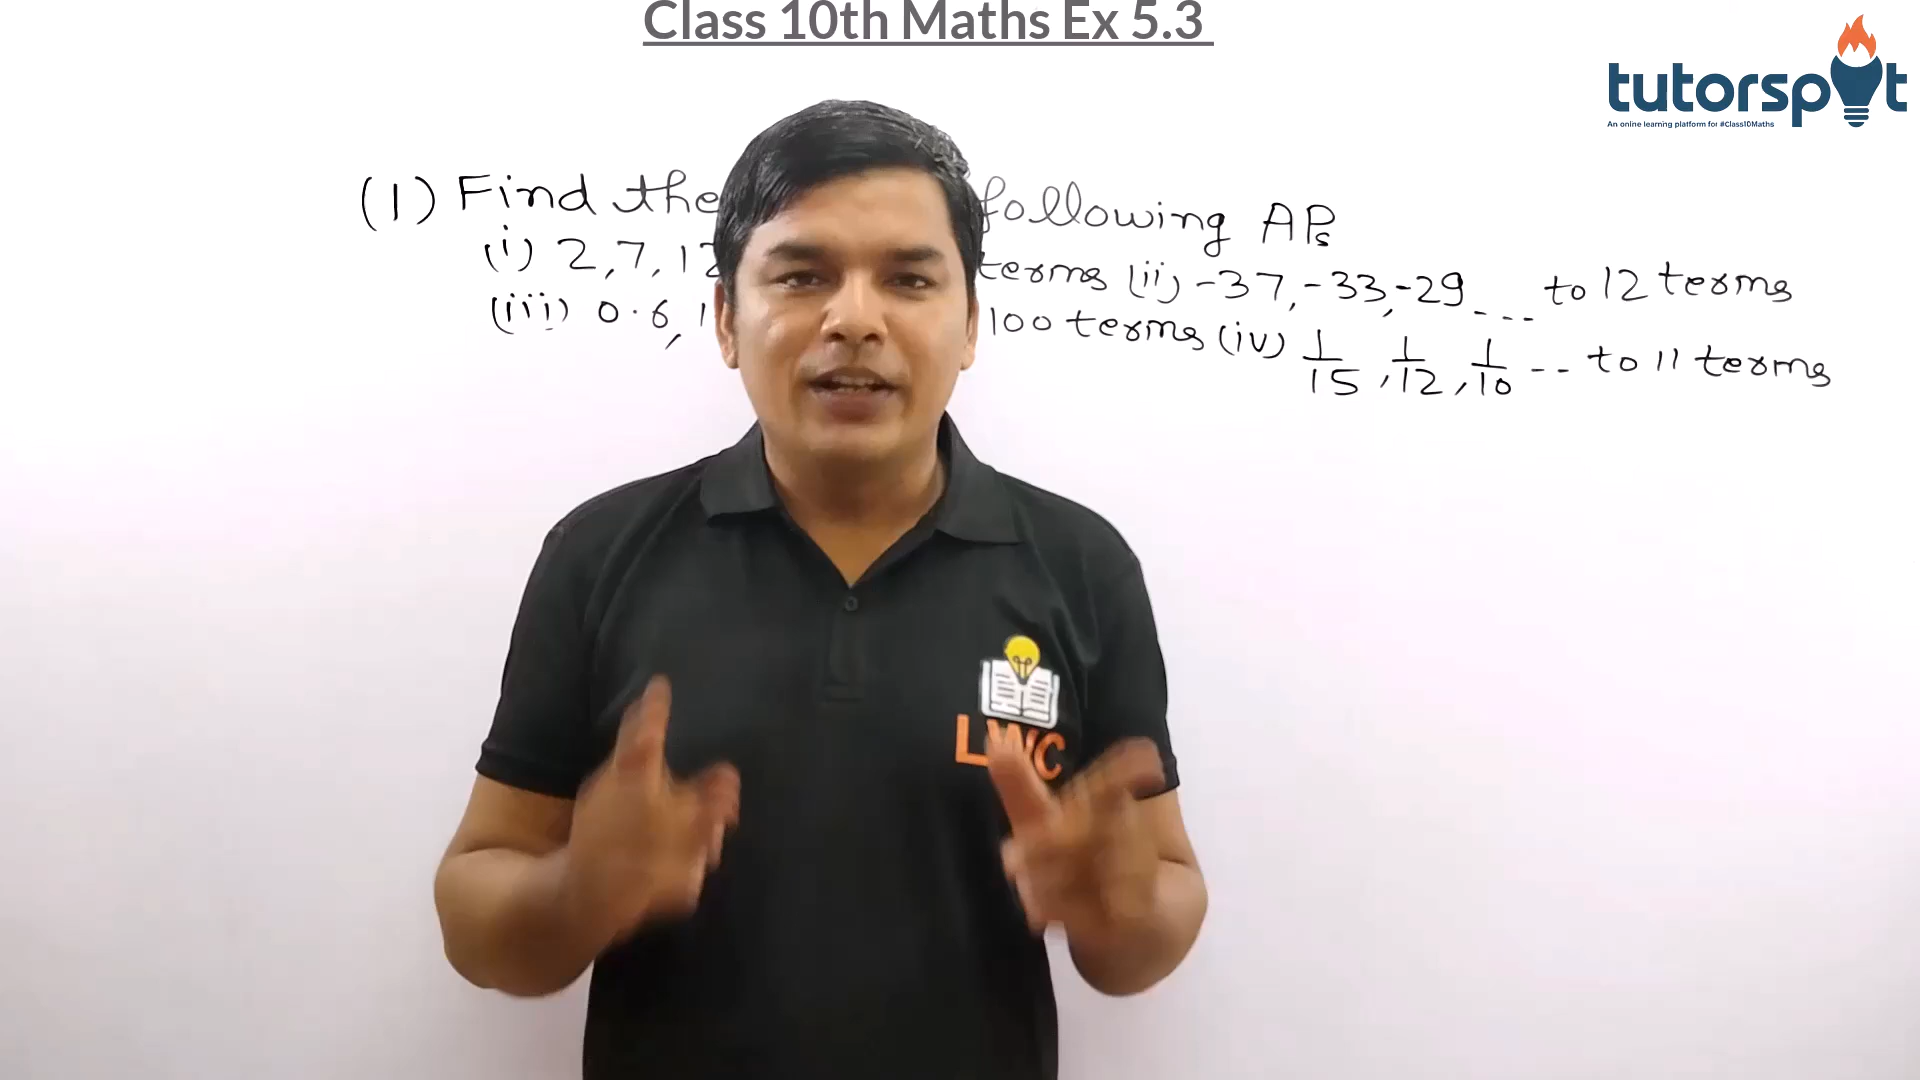 Class 10th Maths Ex 5.3
tutorspot
An online learning platform for #Class10Maths
(1) Find the following APs
(i) 2, 7, 12 terms (ii) -37, -33, -29 .... to 12 terms
(iii) 0.6, 1 100 terms (iv) 1/15, 1/12, 1/10 -- to 11 terms
LWC